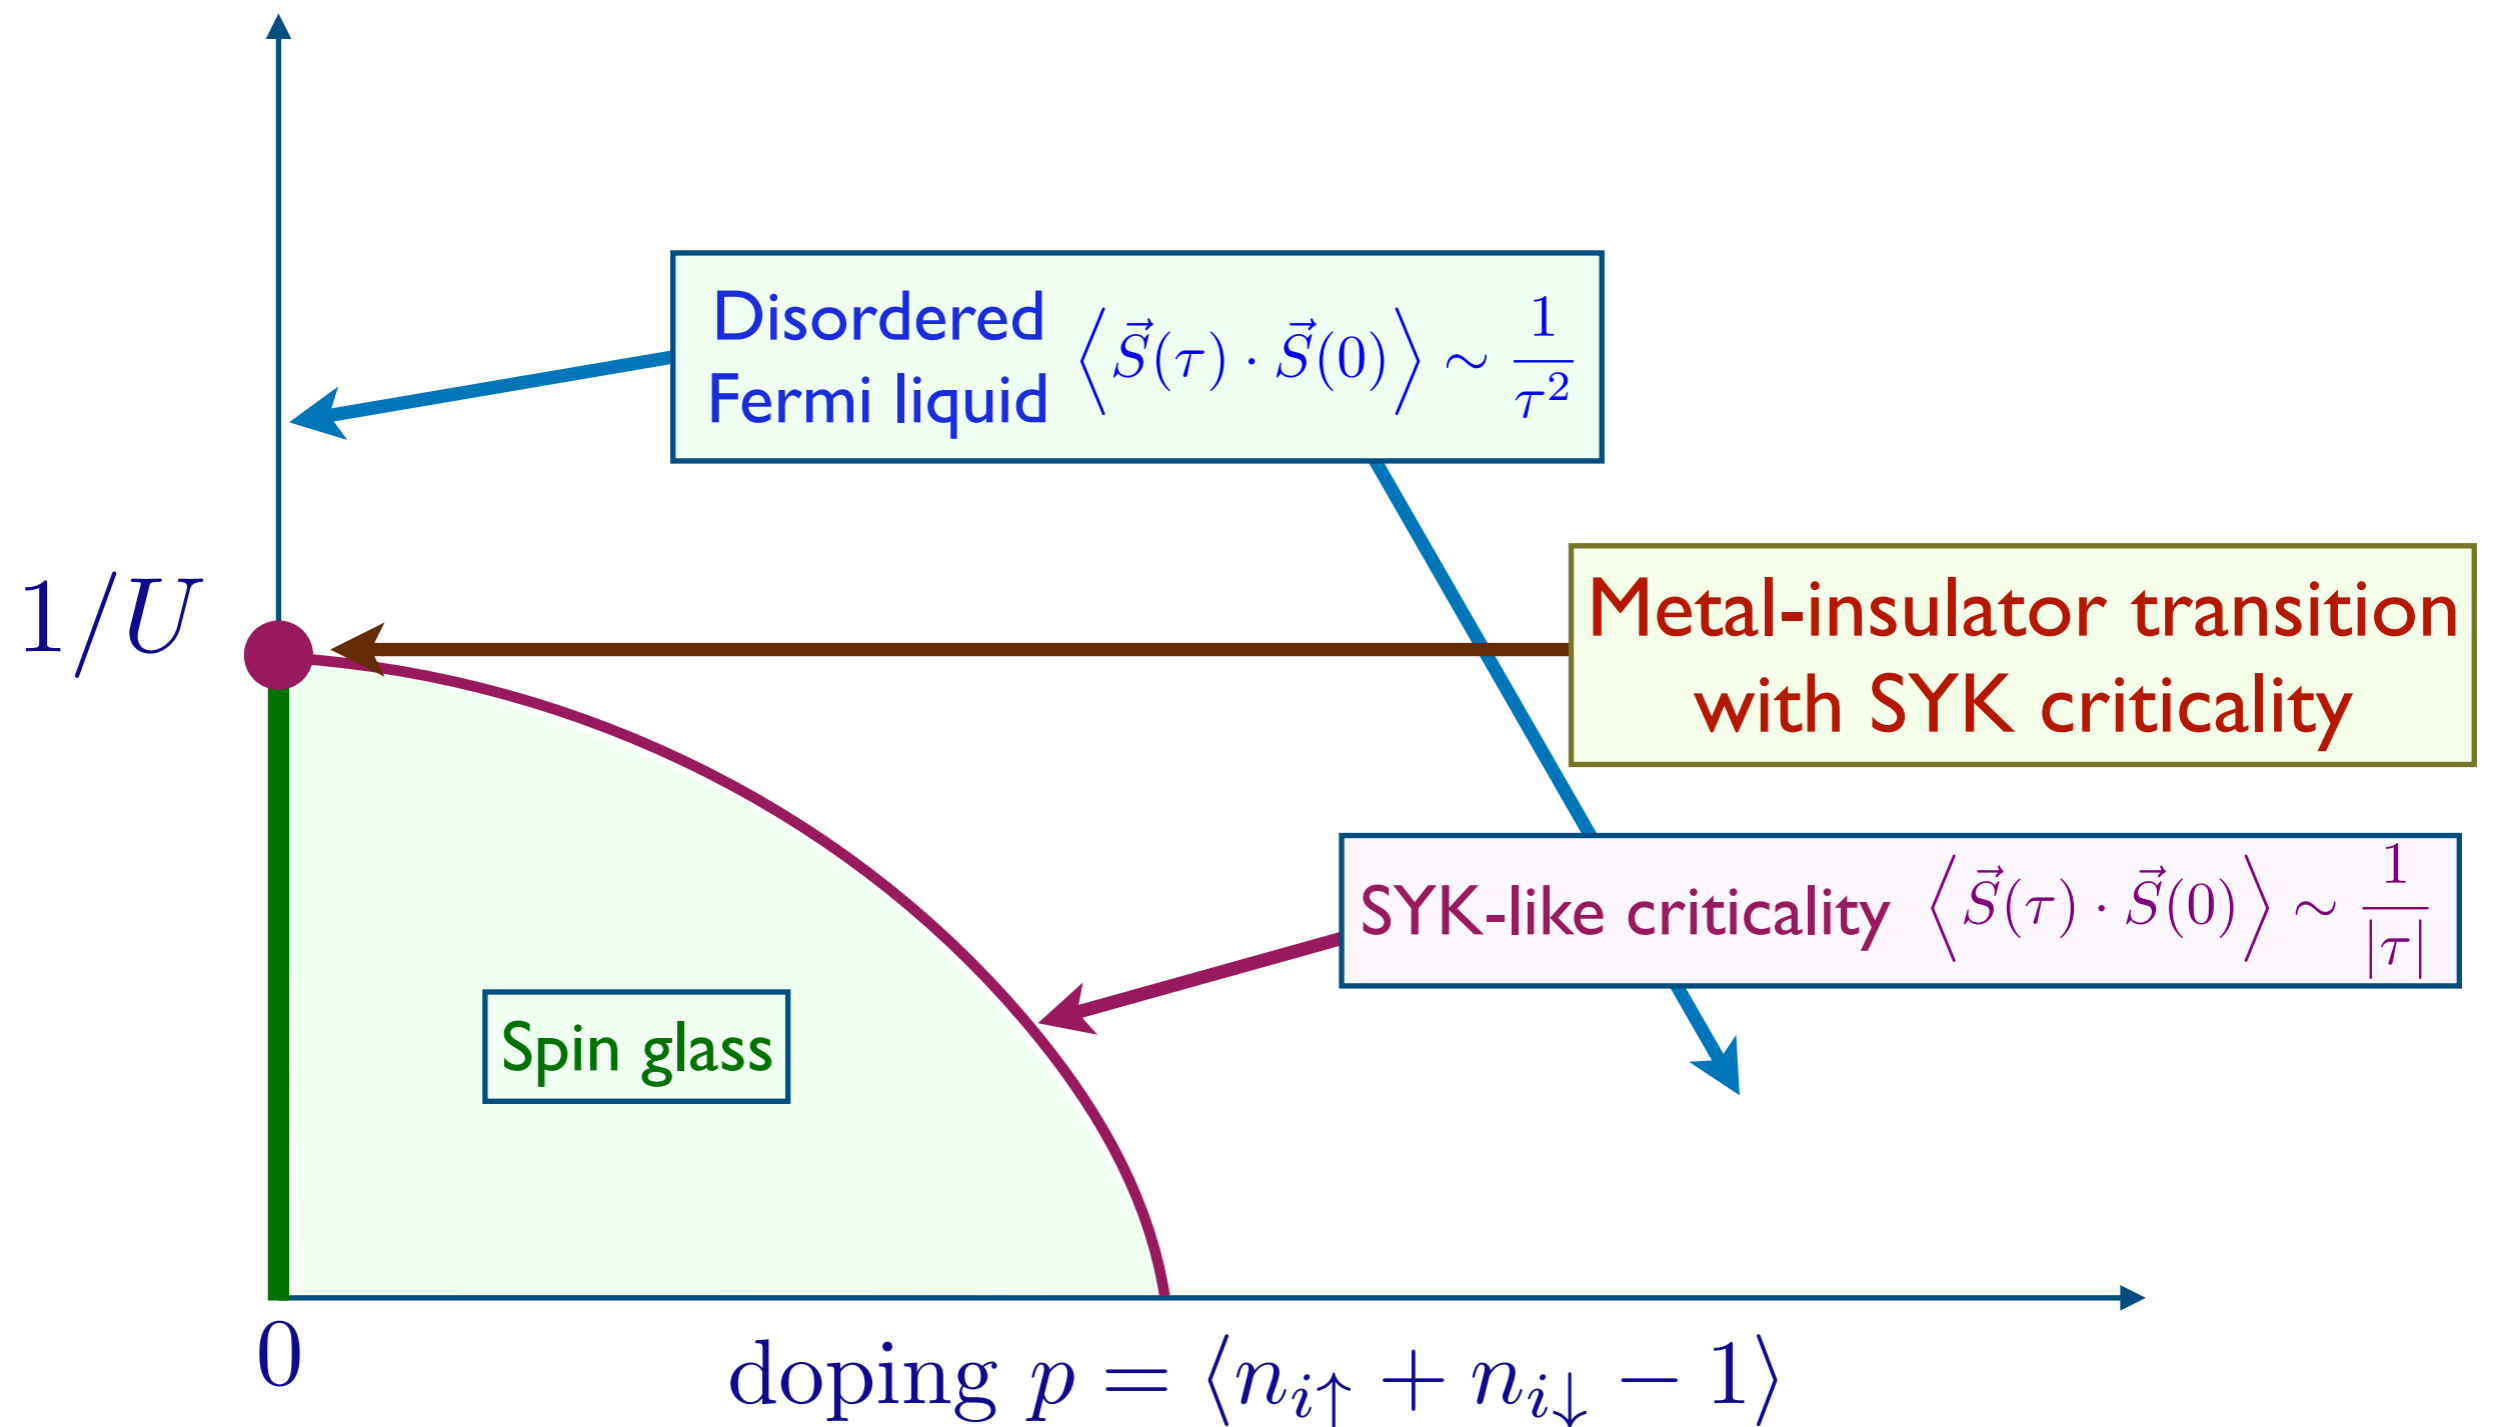 Disordered
Fermi liquid
⟨S⃗(τ) · S⃗(0)⟩ ∼ 1/τ²
1/U
Metal-insulator transition
with SYK criticality
SYK-like criticality ⟨S⃗(τ) · S⃗(0)⟩ ∼ 1/|τ|
Spin glass
0
doping p = ⟨n_{i↑} + n_{i↓} − 1⟩